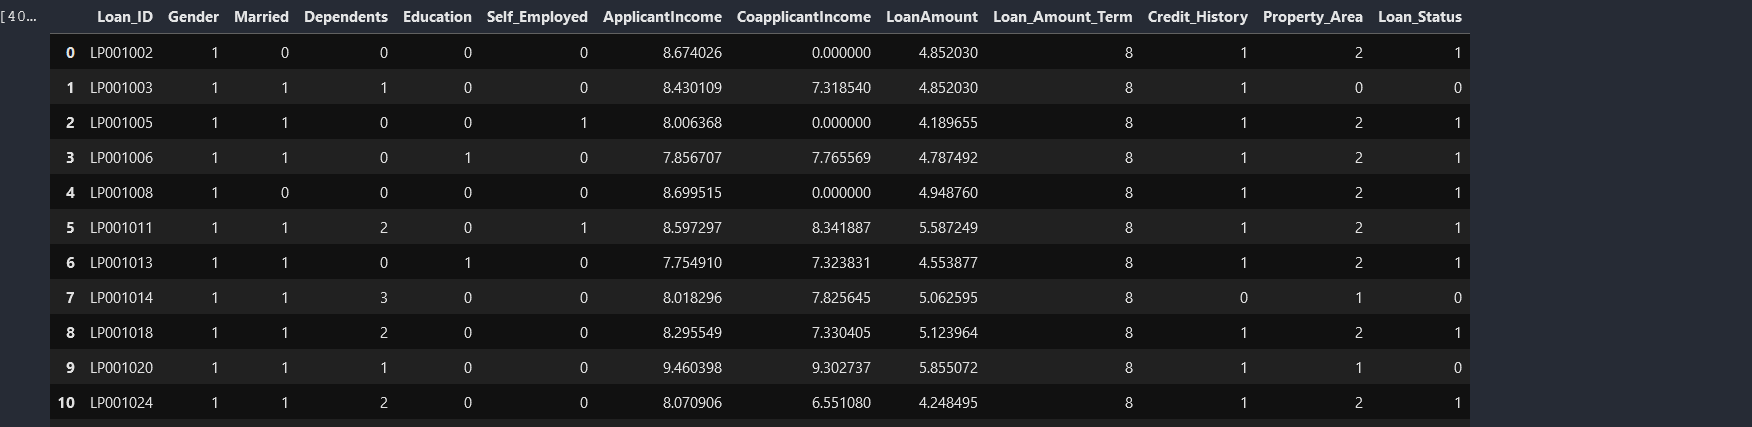 [40… Loan_ID Gender Married Dependents Education Self_Employed ApplicantIncome CoapplicantIncome LoanAmount Loan_Amount_Term Credit_History Property_Area Loan_Status
0 LP001002 1 0 0 0 0 8.674026 0.000000 4.852030 8 1 2 1
1 LP001003 1 1 1 0 0 8.430109 7.318540 4.852030 8 1 0 0
2 LP001005 1 1 0 0 1 8.006368 0.000000 4.189655 8 1 2 1
3 LP001006 1 1 0 1 0 7.856707 7.765569 4.787492 8 1 2 1
4 LP001008 1 0 0 0 0 8.699515 0.000000 4.948760 8 1 2 1
5 LP001011 1 1 2 0 1 8.597297 8.341887 5.587249 8 1 2 1
6 LP001013 1 1 0 1 0 7.754910 7.323831 4.553877 8 1 2 1
7 LP001014 1 1 3 0 0 8.018296 7.825645 5.062595 8 0 1 0
8 LP001018 1 1 2 0 0 8.295549 7.330405 5.123964 8 1 2 1
9 LP001020 1 1 1 0 0 9.460398 9.302737 5.855072 8 1 1 0
10 LP001024 1 1 2 0 0 8.070906 6.551080 4.248495 8 1 2 1